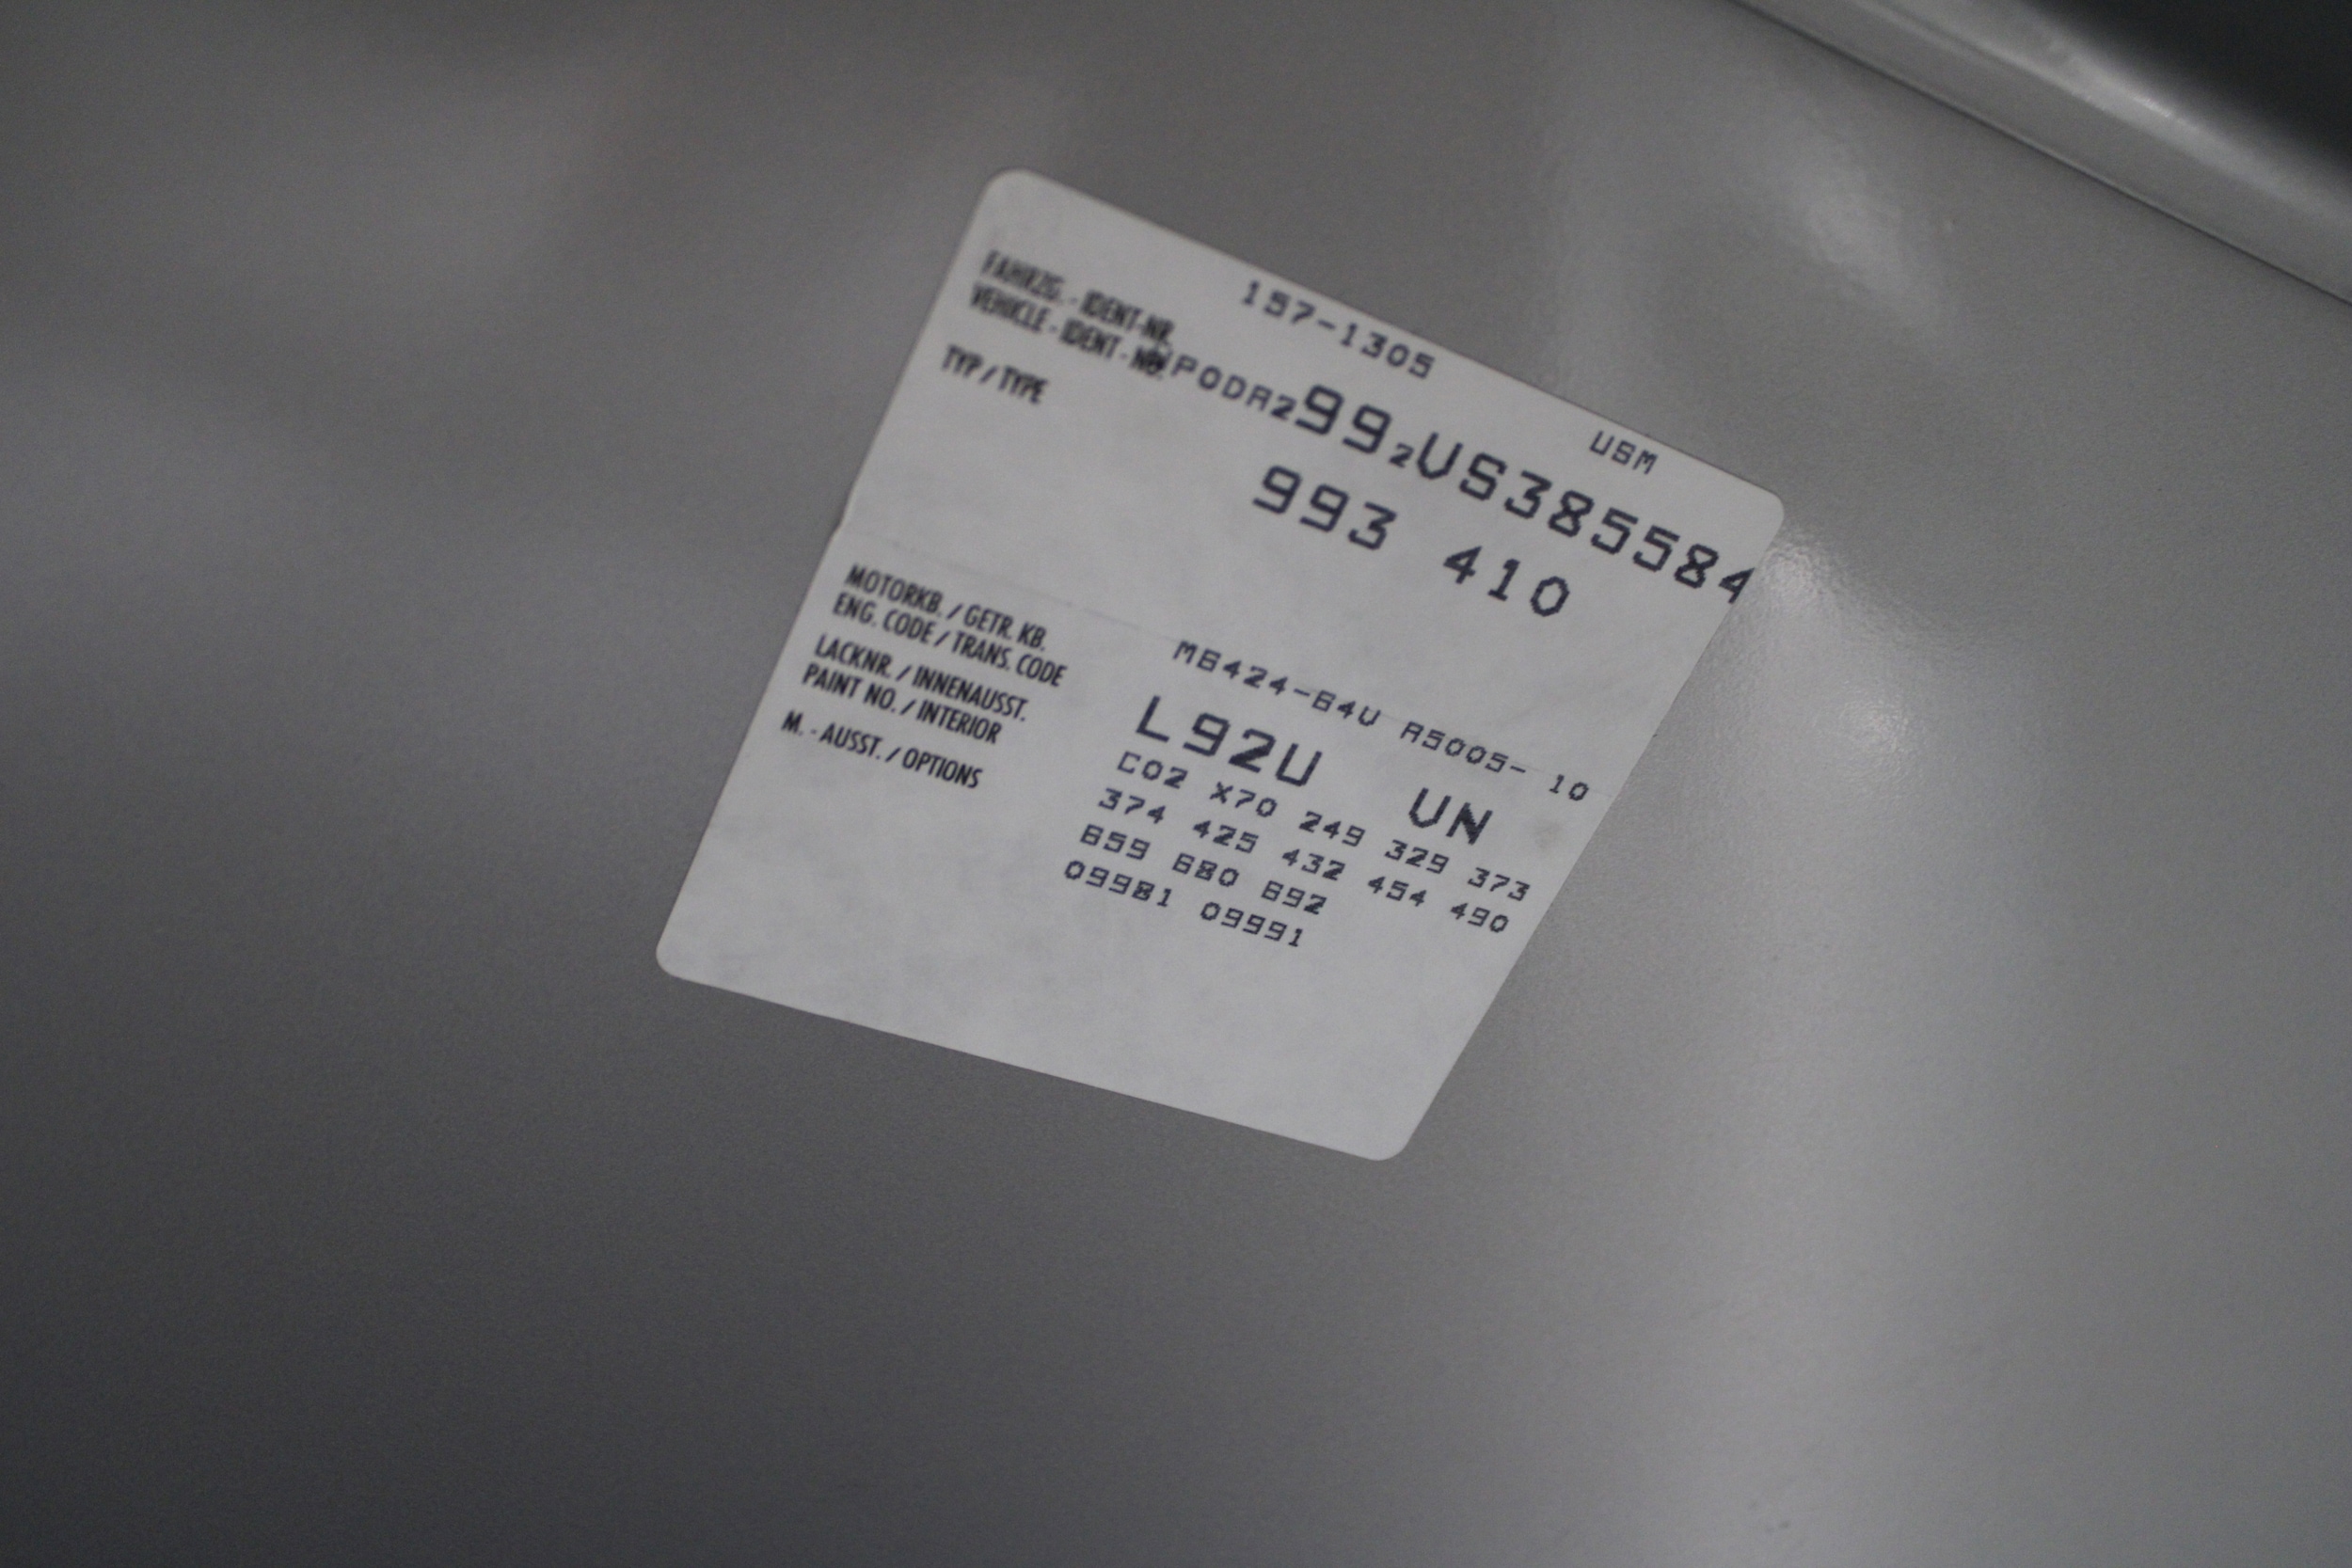 157-1305 USM
FAHRZG. - IDENT-NR.
VEHICLE - IDENT - NO. WP0DA2992US385584
TYP / TYPE 993 410
MOTORKB. / GETR. KB.
ENG. CODE / TRANS. CODE M6424-64U A5005- 10
LACKNR. / INNENAUSST.
PAINT NO. / INTERIOR L92U UN
M. - AUSST. / OPTIONS C02 X70 249 329 373
374 425 432 454 490
659 680 692
09981 09991